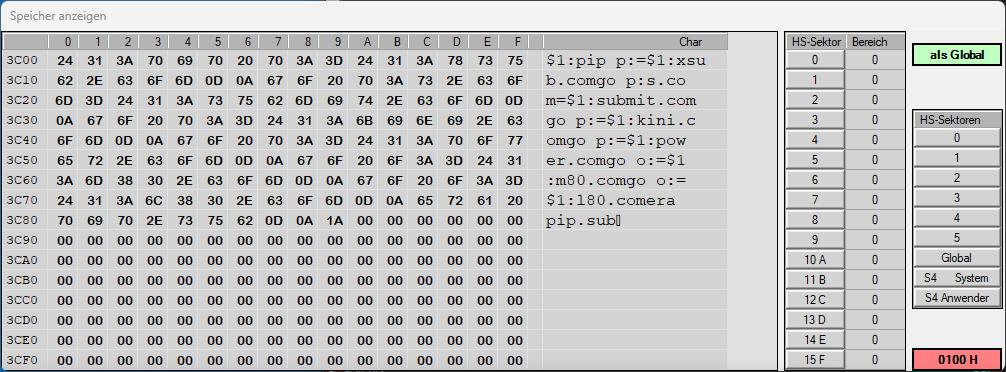 Speicher anzeigen
0 1 2 3 4 5 6 7 8 9 A B C D E F Char
3C00 24 31 3A 70 69 70 20 70 3A 3D 24 31 3A 78 73 75 $1:pip p:=$1:xsu
3C10 62 2E 63 6F 6D 0D 0A 67 6F 20 70 3A 73 2E 63 6F b.comgo p:s.co
3C20 6D 3D 24 31 3A 73 75 62 6D 69 74 2E 63 6F 6D 0D m=$1:submit.com
3C30 0A 67 6F 20 70 3A 3D 24 31 3A 6B 69 6E 69 2E 63 go p:=$1:kini.c
3C40 6F 6D 0D 0A 67 6F 20 70 3A 3D 24 31 3A 70 6F 77 omgo p:=$1:pow
3C50 65 72 2E 63 6F 6D 0D 0A 67 6F 20 6F 3A 3D 24 31 er.comgo o:=$1
3C60 3A 6D 38 30 2E 63 6F 6D 0D 0A 67 6F 20 6F 3A 3D :m80.comgo o:=
3C70 24 31 3A 6C 38 30 2E 63 6F 6D 0D 0A 65 72 61 20 $1:l80.comera
3C80 70 69 70 2E 73 75 62 0D 0A 1A 00 00 00 00 00 00 pip.sub▯
3C90 00 00 00 00 00 00 00 00 00 00 00 00 00 00 00 00
3CA0 00 00 00 00 00 00 00 00 00 00 00 00 00 00 00 00
3CB0 00 00 00 00 00 00 00 00 00 00 00 00 00 00 00 00
3CC0 00 00 00 00 00 00 00 00 00 00 00 00 00 00 00 00
3CD0 00 00 00 00 00 00 00 00 00 00 00 00 00 00 00 00
3CE0 00 00 00 00 00 00 00 00 00 00 00 00 00 00 00 00
3CF0 00 00 00 00 00 00 00 00 00 00 00 00 00 00 00 00
HS-Sektor Bereich
0 0
1 0
2 0
3 0
4 0
5 0
6 0
7 0
8 0
9 0
10 A 0
11 B 0
12 C 0
13 D 0
14 E 0
15 F 0
als Global
HS-Sektoren
0
1
2
3
4
5
Global
S4 System
S4 Anwender
0100 H